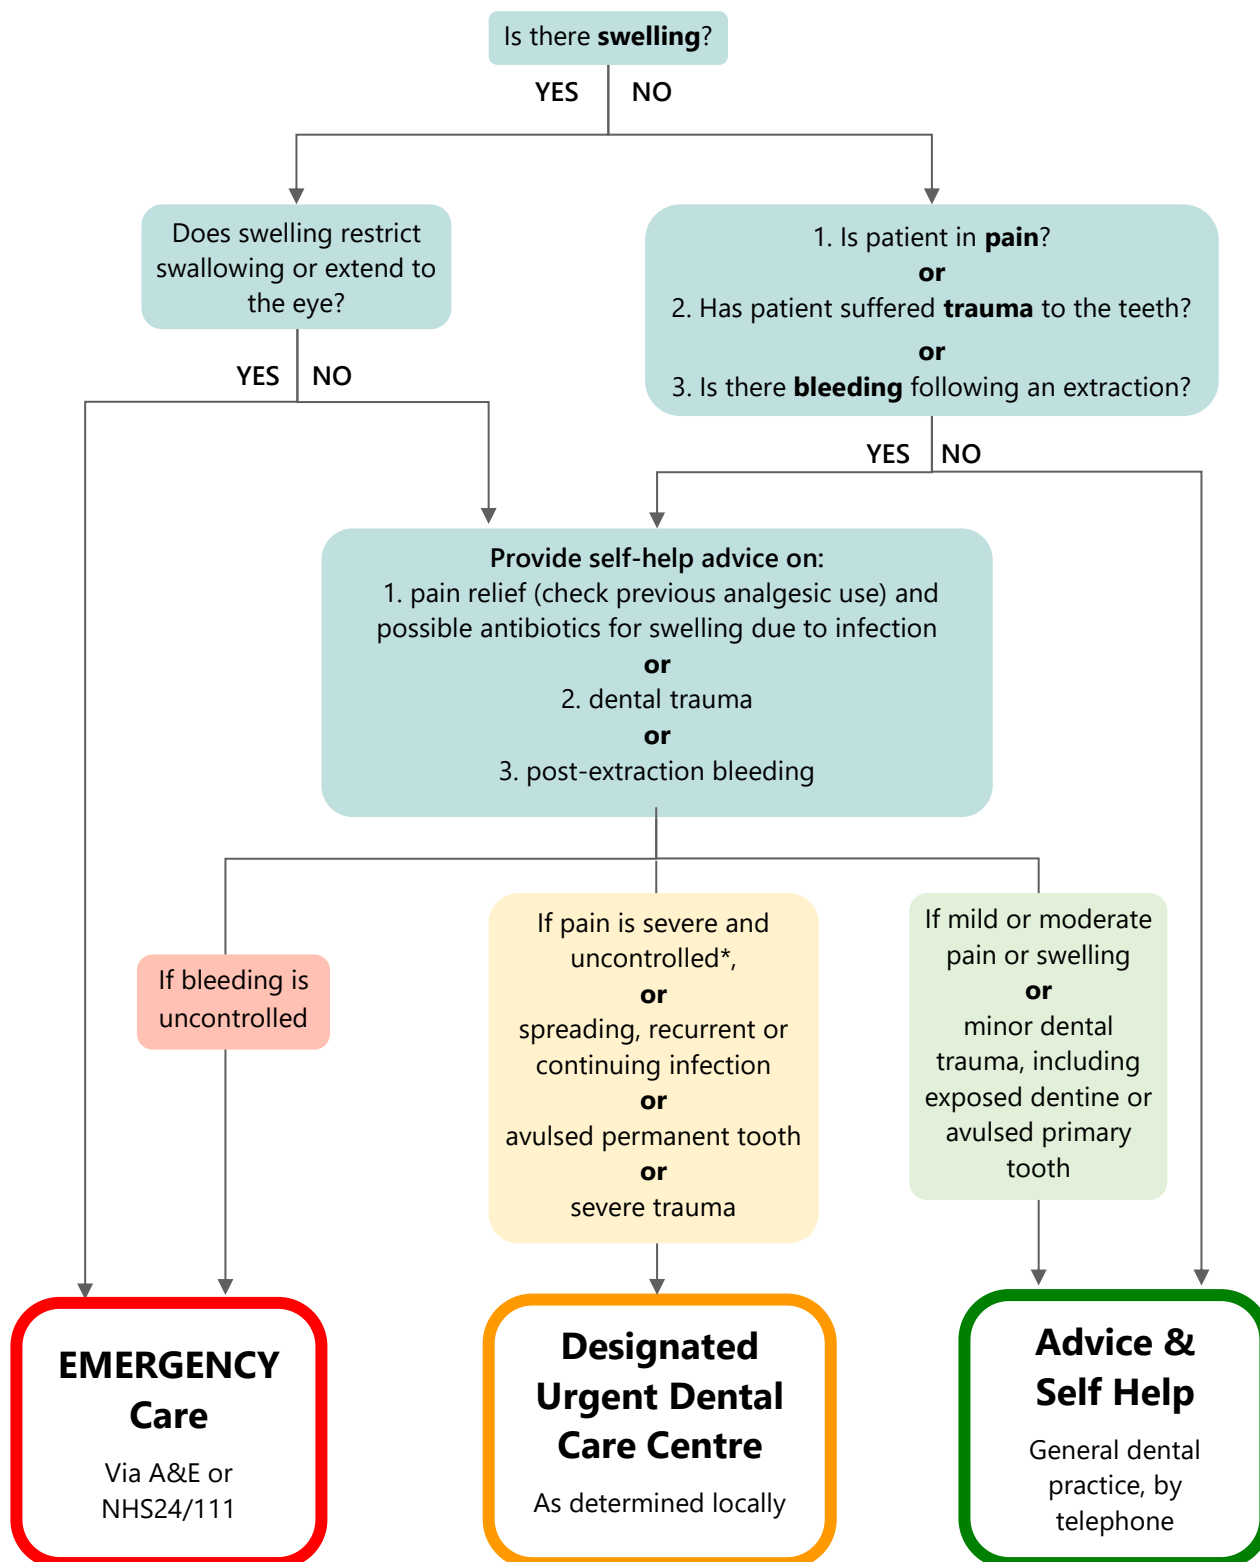 Is there swelling?
YES
NO
Does swelling restrict
swallowing or extend to
the eye?
1. Is patient in pain?
or
2. Has patient suffered trauma to the teeth?
or
3. Is there bleeding following an extraction?
YES
NO
YES
NO
Provide self-help advice on:
1. pain relief (check previous analgesic use) and
possible antibiotics for swelling due to infection
or
2. dental trauma
or
3. post-extraction bleeding
If bleeding is
uncontrolled
If pain is severe and
uncontrolled*,
or
spreading, recurrent or
continuing infection
or
avulsed permanent tooth
or
severe trauma
If mild or moderate
pain or swelling
or
minor dental
trauma, including
exposed dentine or
avulsed primary
tooth
EMERGENCY
Care
Via A&E or
NHS24/111
Designated
Urgent Dental
Care Centre
As determined locally
Advice &
Self Help
General dental
practice, by
telephone